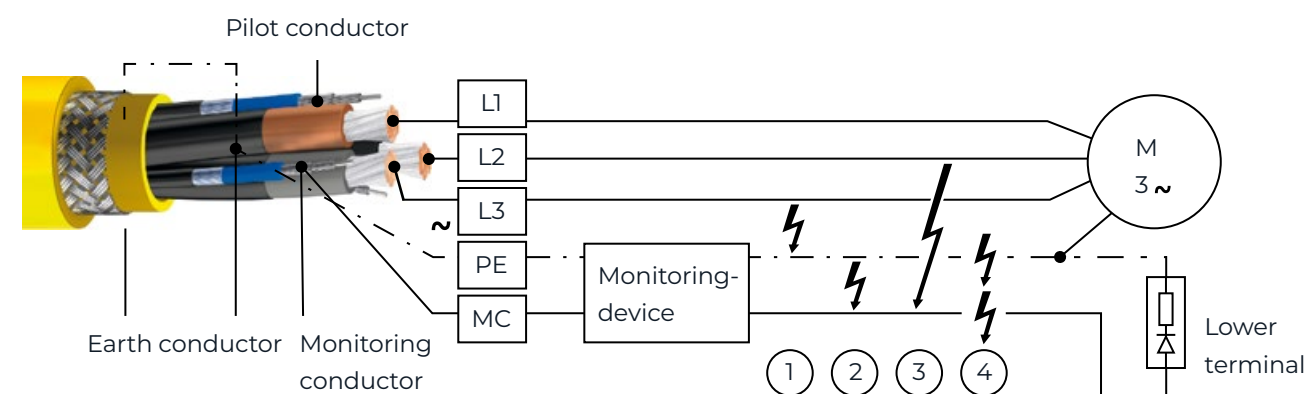 Pilot conductor
L1
L2
L3
~
PE
MC
M
3 ~
Monitoring-
device
1 2 3 4
Earth conductor
Monitoring
conductor
Lower
terminal